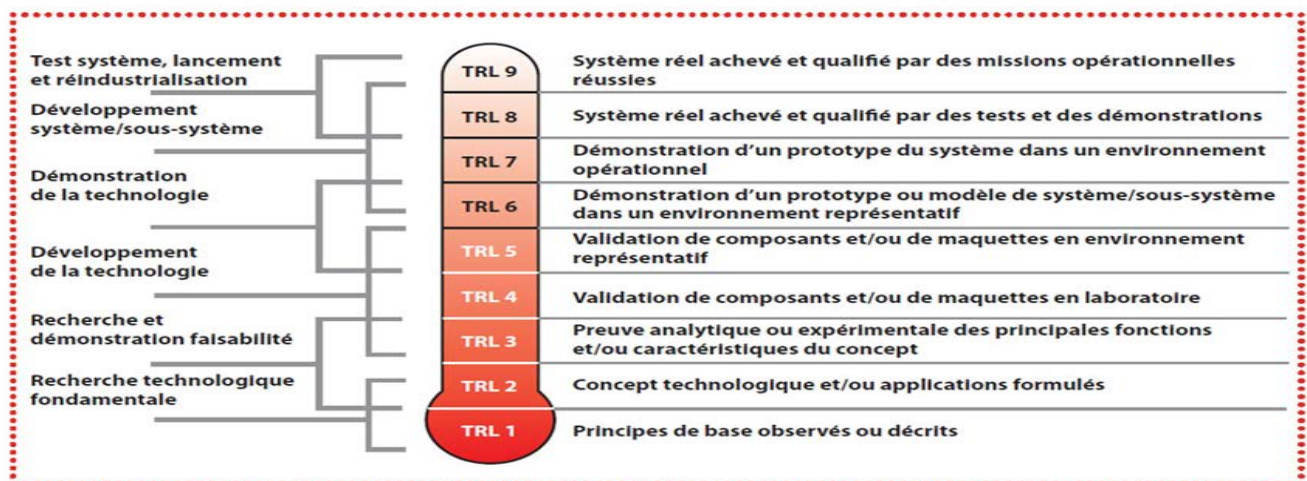 Test système, lancement
et réindustrialisation
Développement
système/sous-système
Démonstration
de la technologie
Développement
de la technologie
Recherche et
démonstration faisabilité
Recherche technologique
fondamentale
TRL 9
TRL 8
TRL 7
TRL 6
TRL 5
TRL 4
TRL 3
TRL 2
TRL 1
Système réel achevé et qualifié par des missions opérationnelles
réussies
Système réel achevé et qualifié par des tests et des démonstrations
Démonstration d’un prototype du système dans un environnement
opérationnel
Démonstration d’un prototype ou modèle de système/sous-système
dans un environnement représentatif
Validation de composants et/ou de maquettes en environnement
représentatif
Validation de composants et/ou de maquettes en laboratoire
Preuve analytique ou expérimentale des principales fonctions
et/ou caractéristiques du concept
Concept technologique et/ou applications formulés
Principes de base observés ou décrits